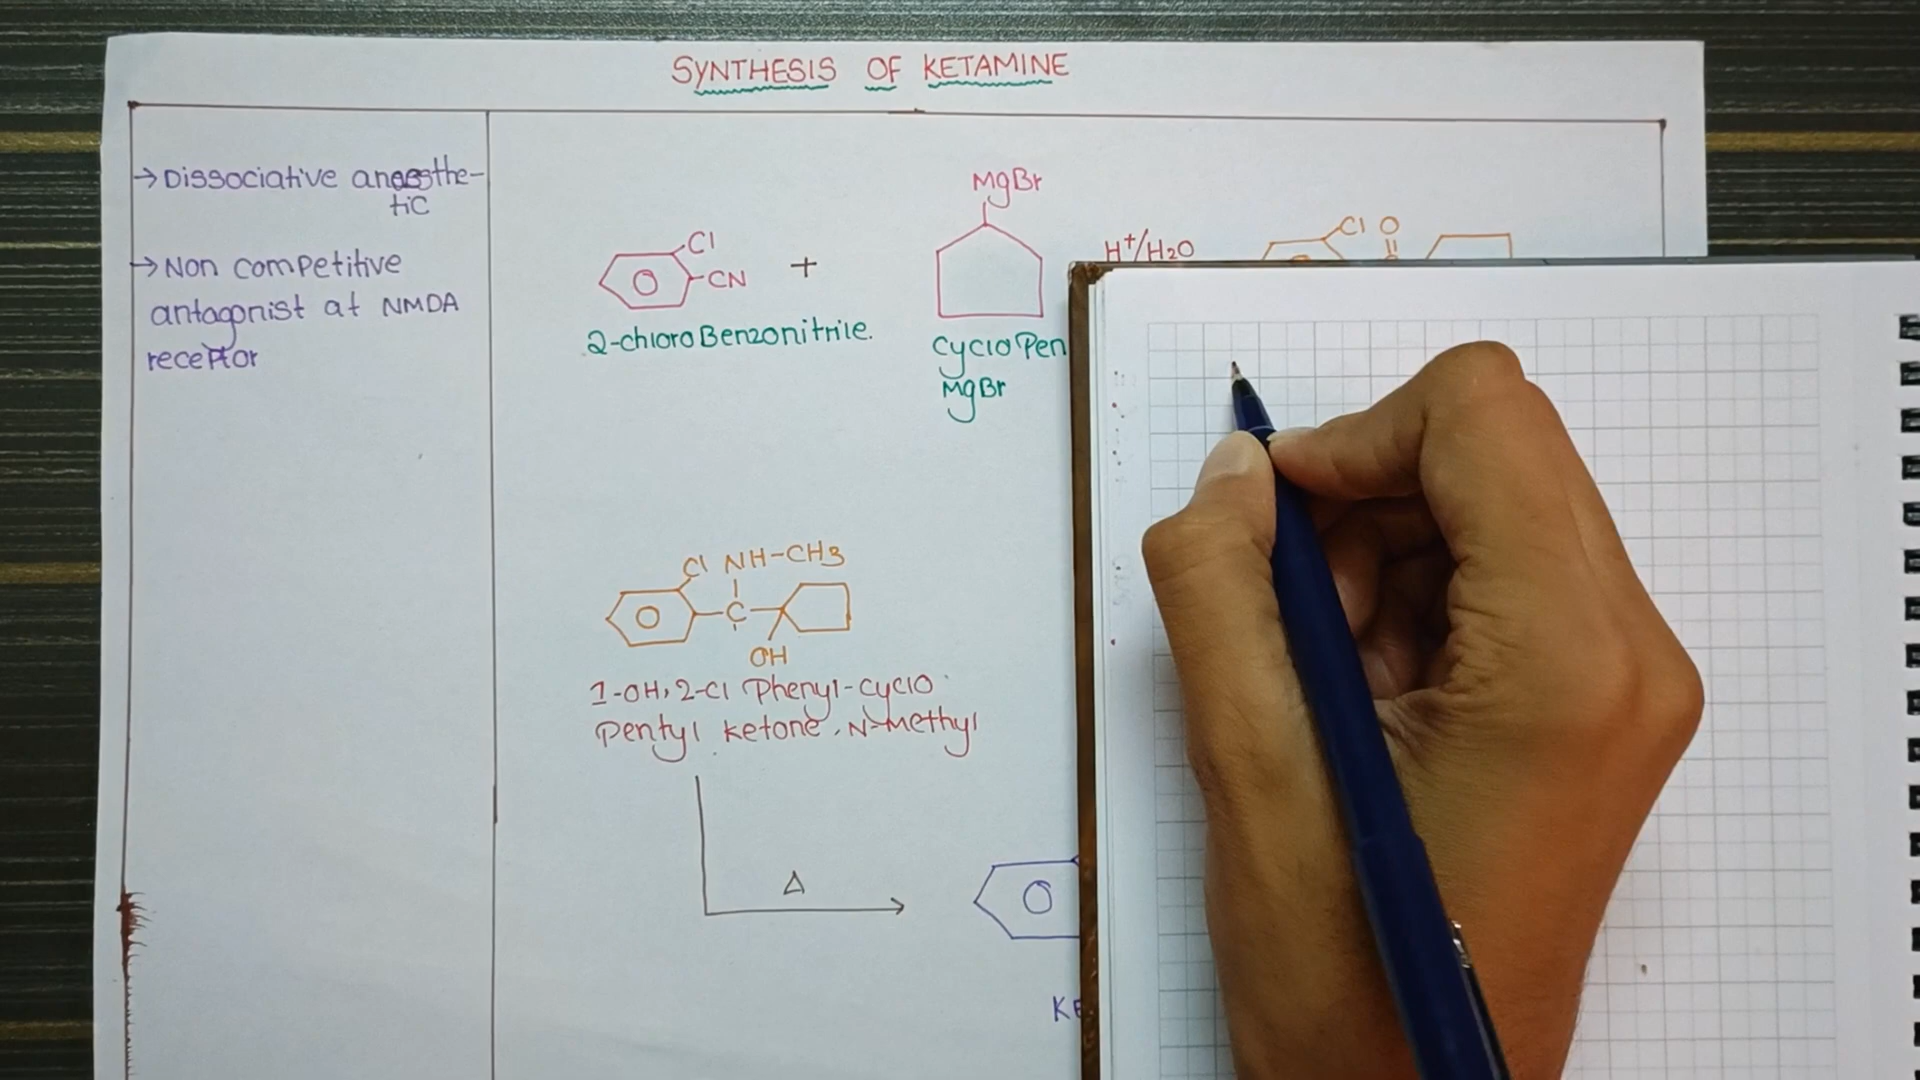 SYNTHESIS OF KETAMINE
→ Dissociative anaesthe-
tic
→ Non competitive
antagonist at NMDA
receptor
MgBr
Cl
CN
+
H⁺/H₂O
Cl O
2-chloro Benzonitrile.
cyclo Pen
MgBr
Cl NH-CH3
C
OH
1-OH, 2-Cl Phenyl-cyclo
Pentyl ketone, N-methyl
Δ
KE